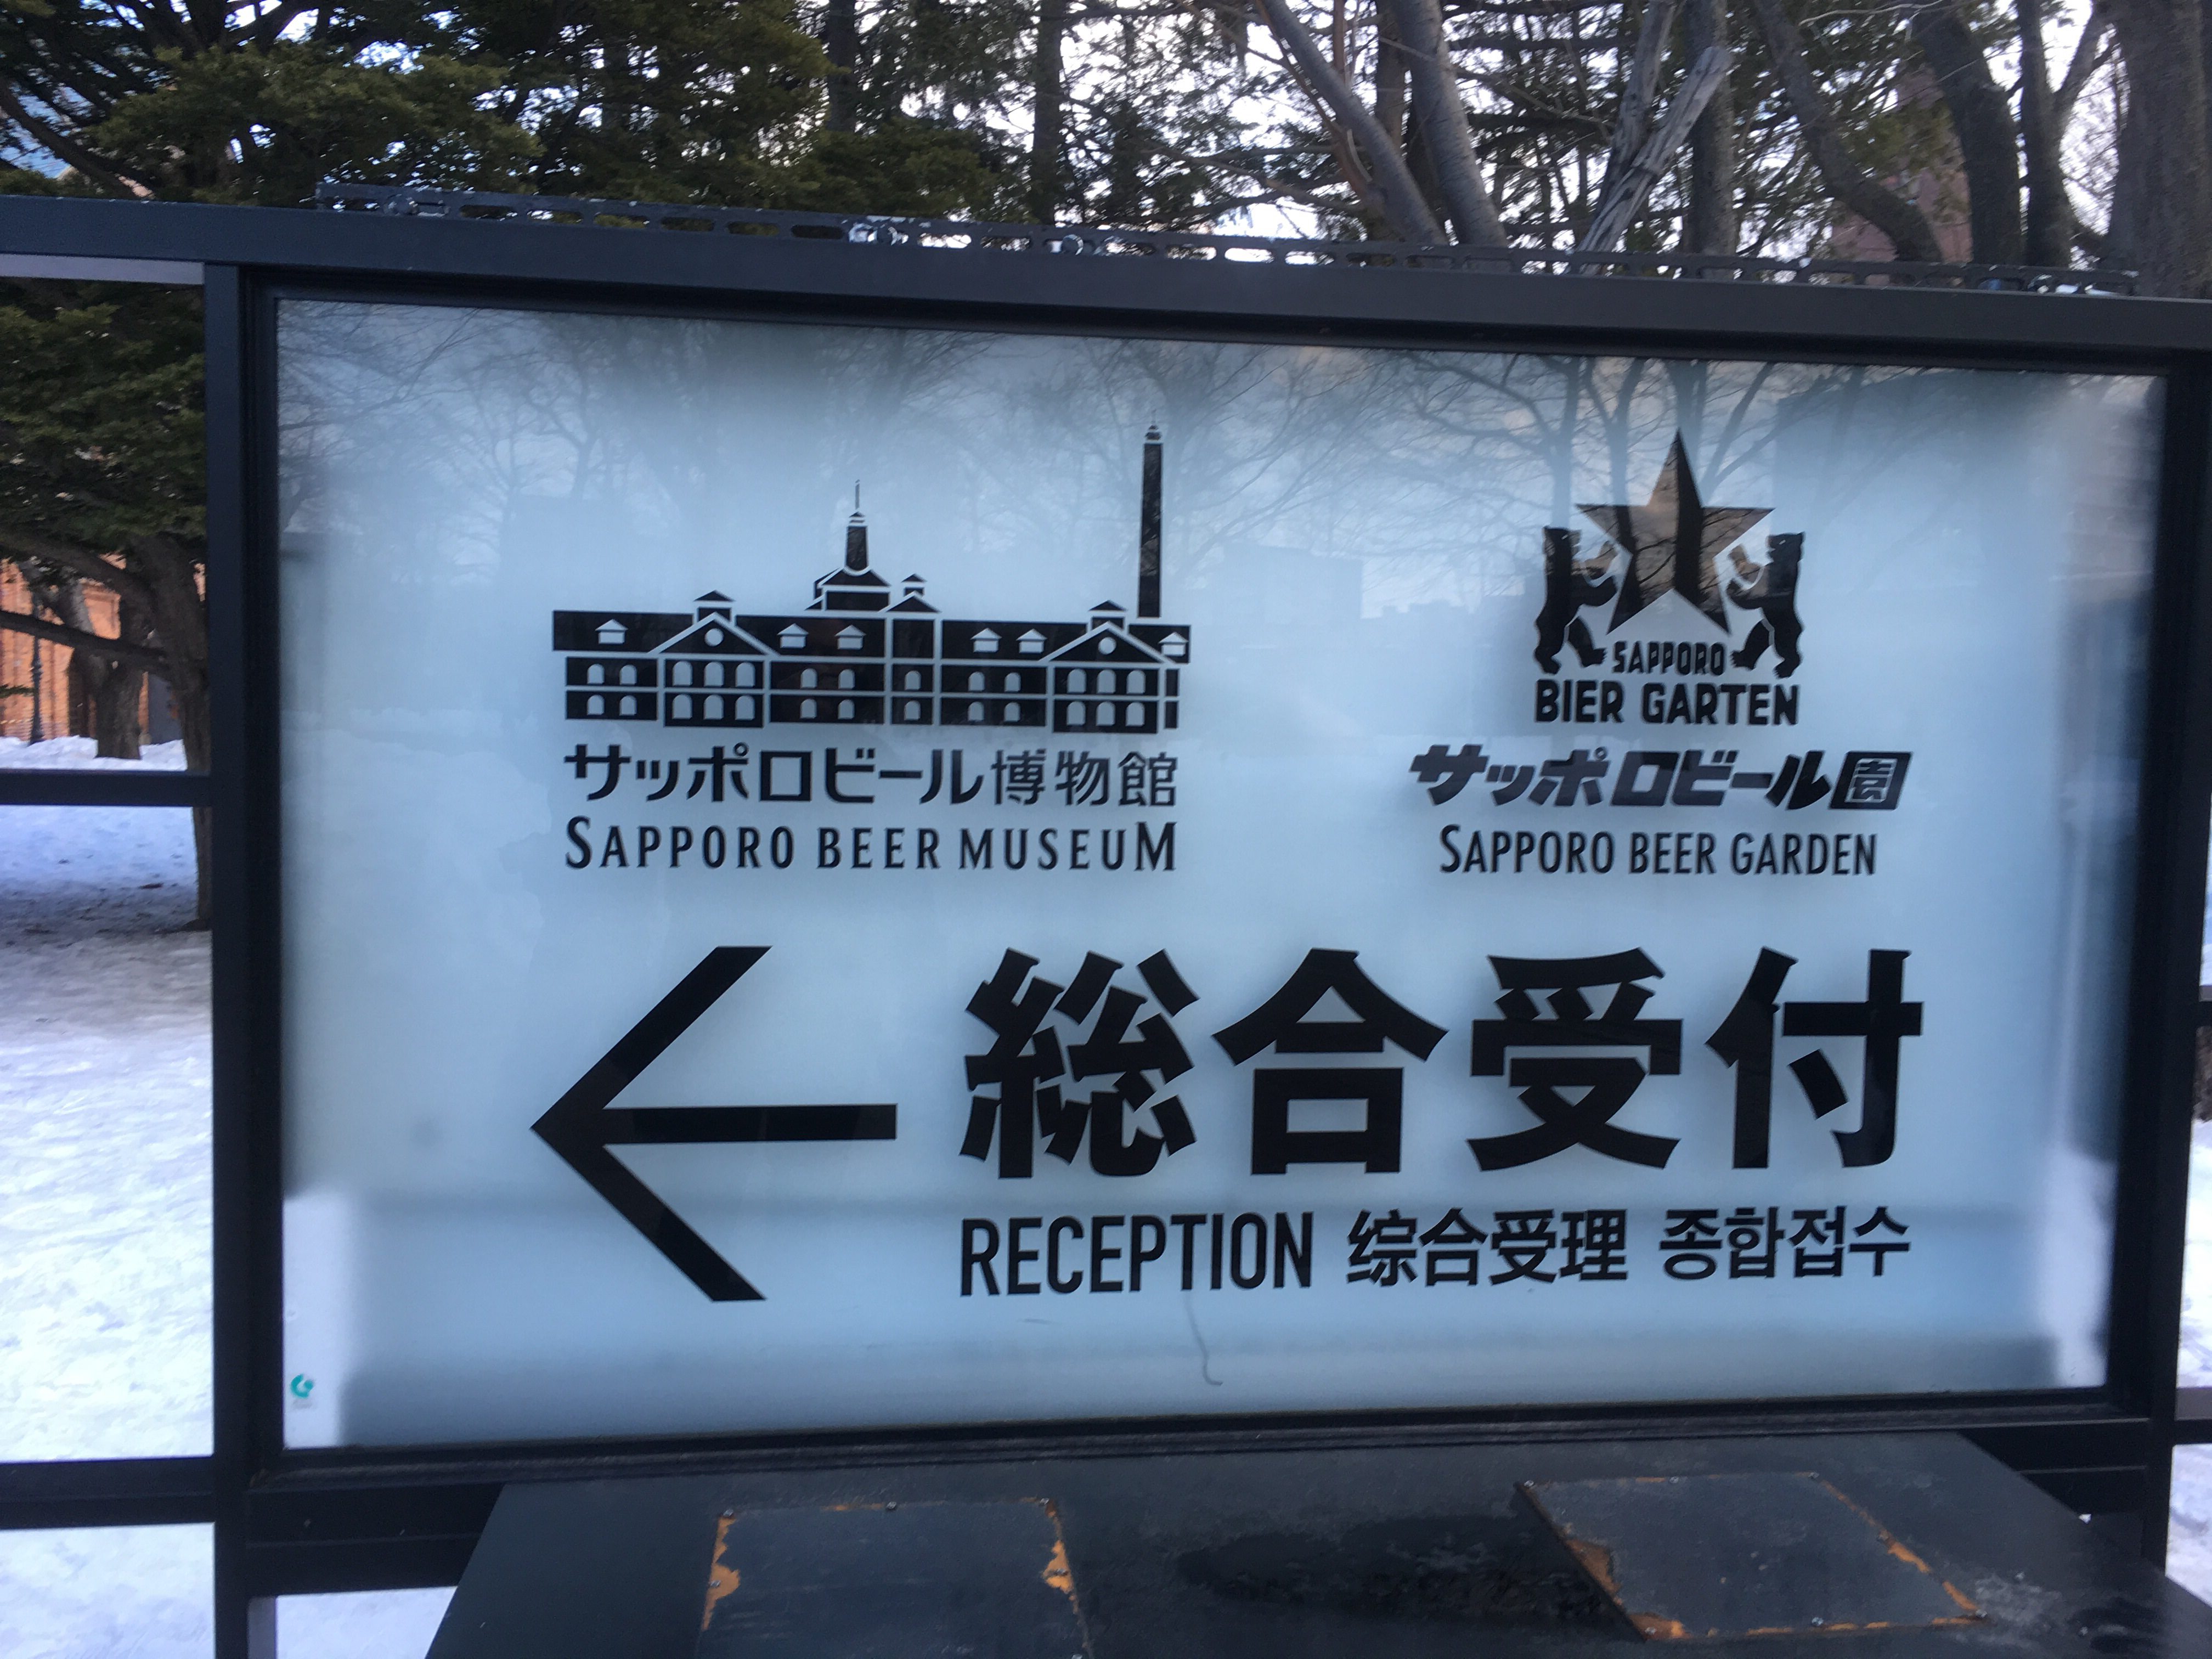 サッポロビール博物館
SAPPORO BEER MUSEUM
SAPPORO
BIER GARTEN
サッポロビール園
SAPPORO BEER GARDEN
総合受付
RECEPTION 综合受理 종합접수